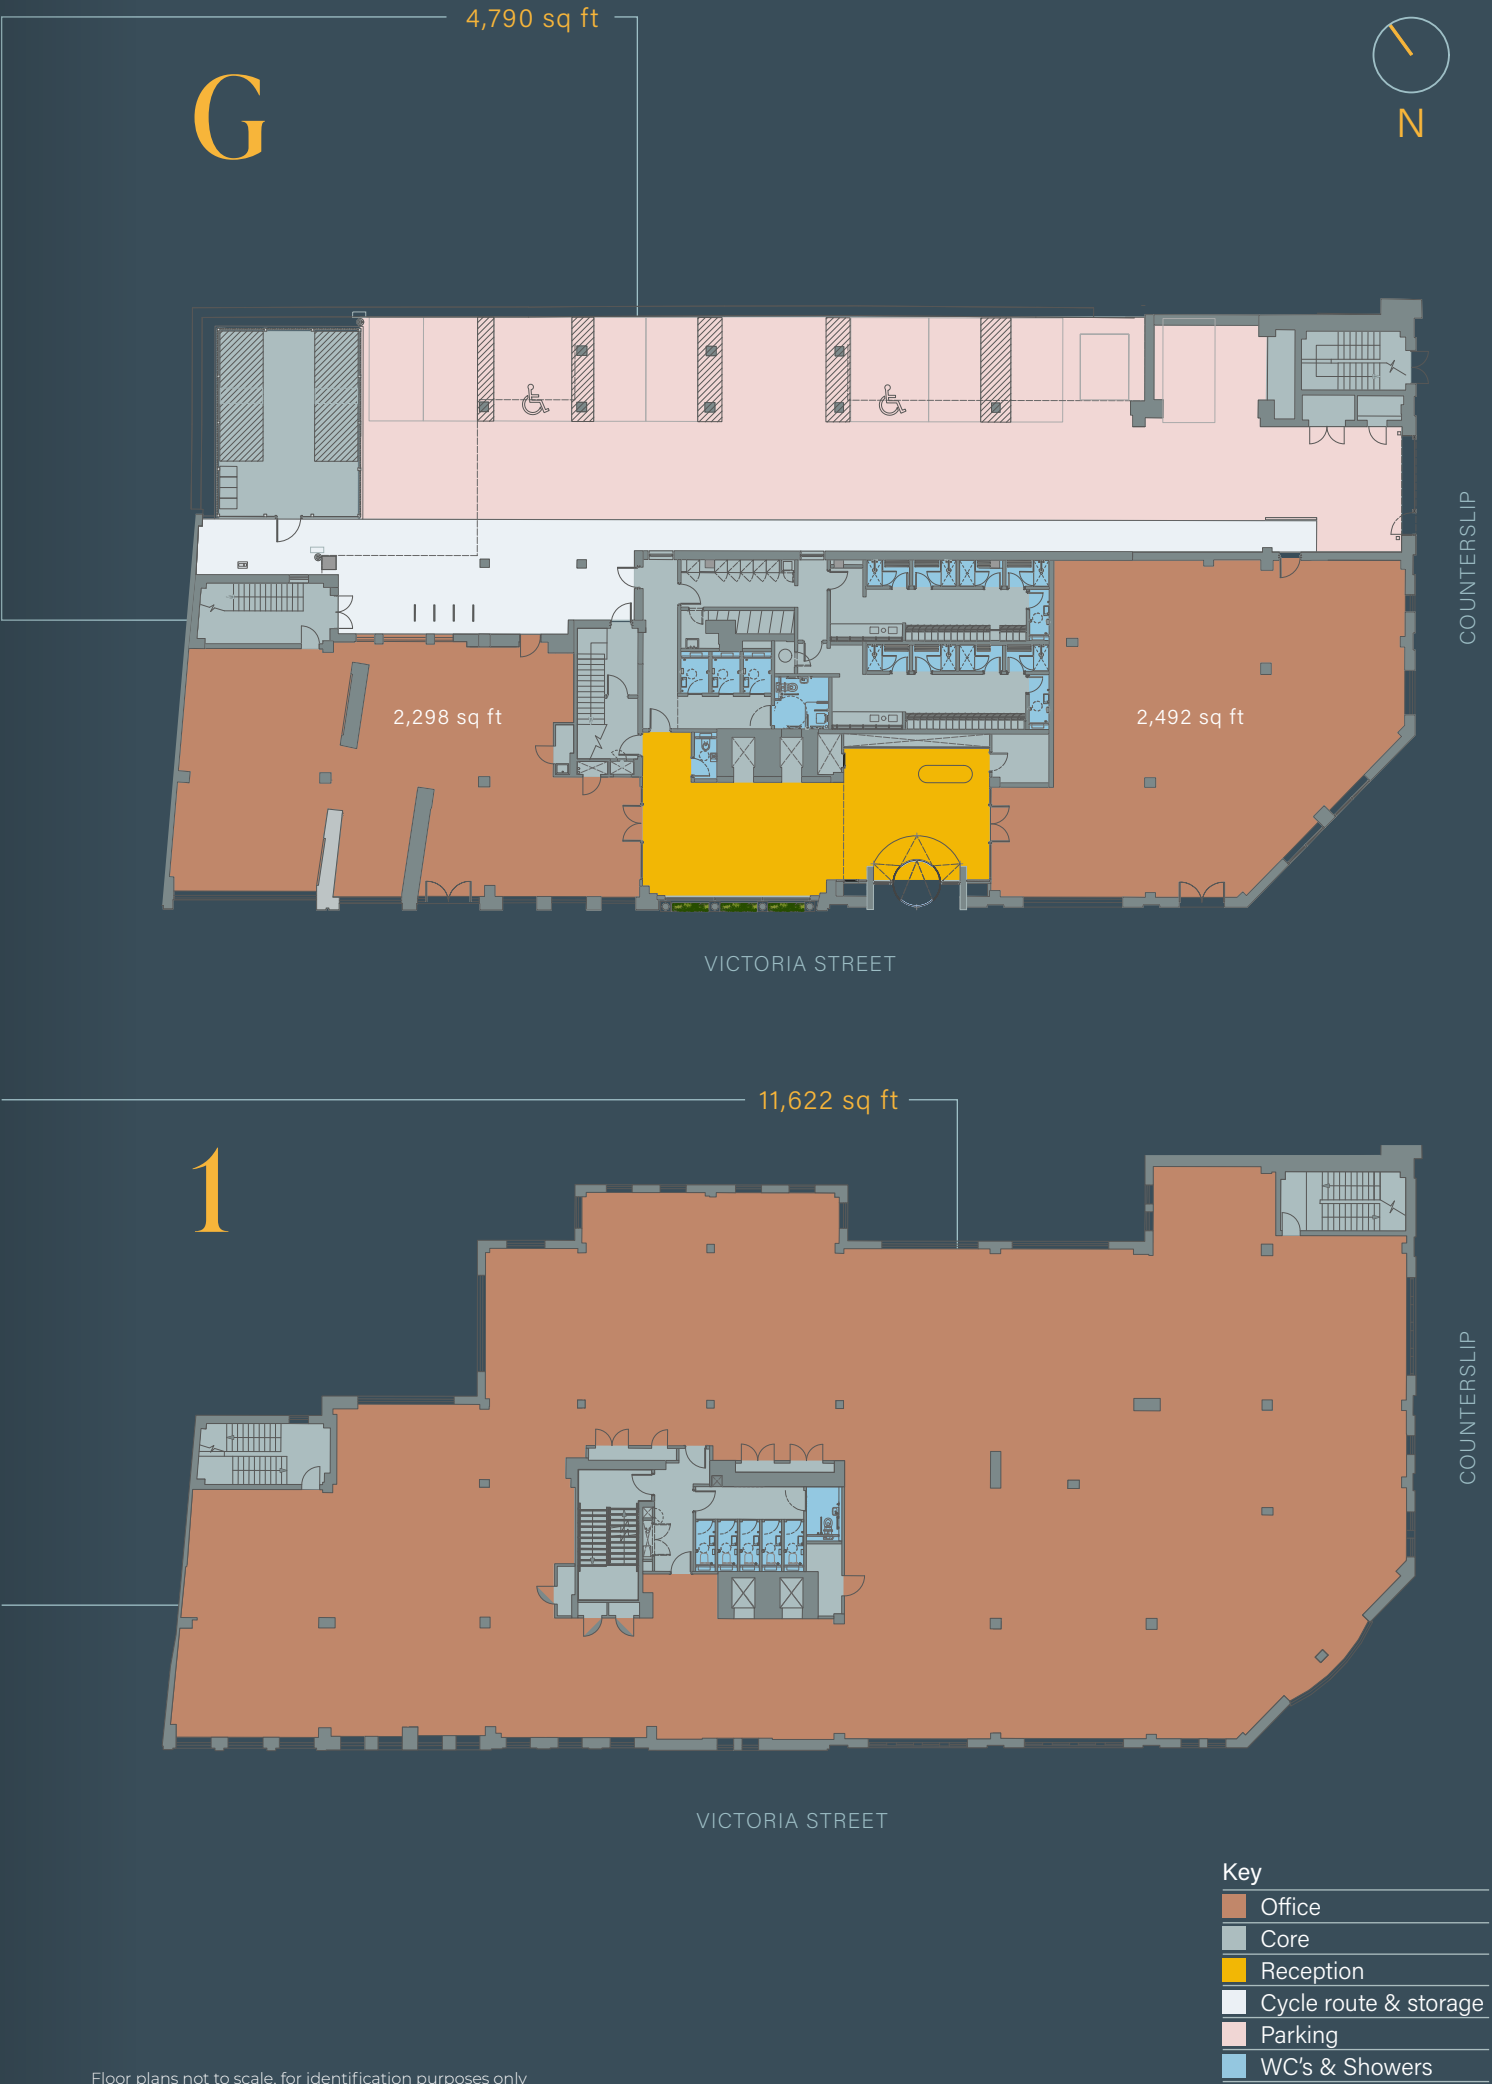 4,790 sq ft
G
N
COUNTERSLIP
2,298 sq ft
2,492 sq ft
VICTORIA STREET
11,622 sq ft
1
COUNTERSLIP
VICTORIA STREET
Key
Office
Core
Reception
Cycle route & storage
Parking
WC's & Showers
Floor plans not to scale, for identification purposes only